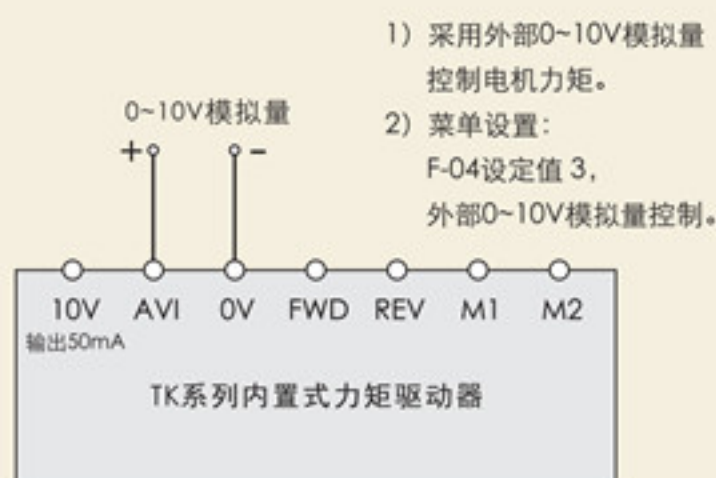 1）采用外部0~10V模拟量
控制电机力矩。
2）菜单设置：
F-04设定值 3，
外部0~10V模拟量控制。
0~10V模拟量
+ -
10V AVI 0V FWD REV M1 M2
输出50mA
TK系列内置式力矩驱动器